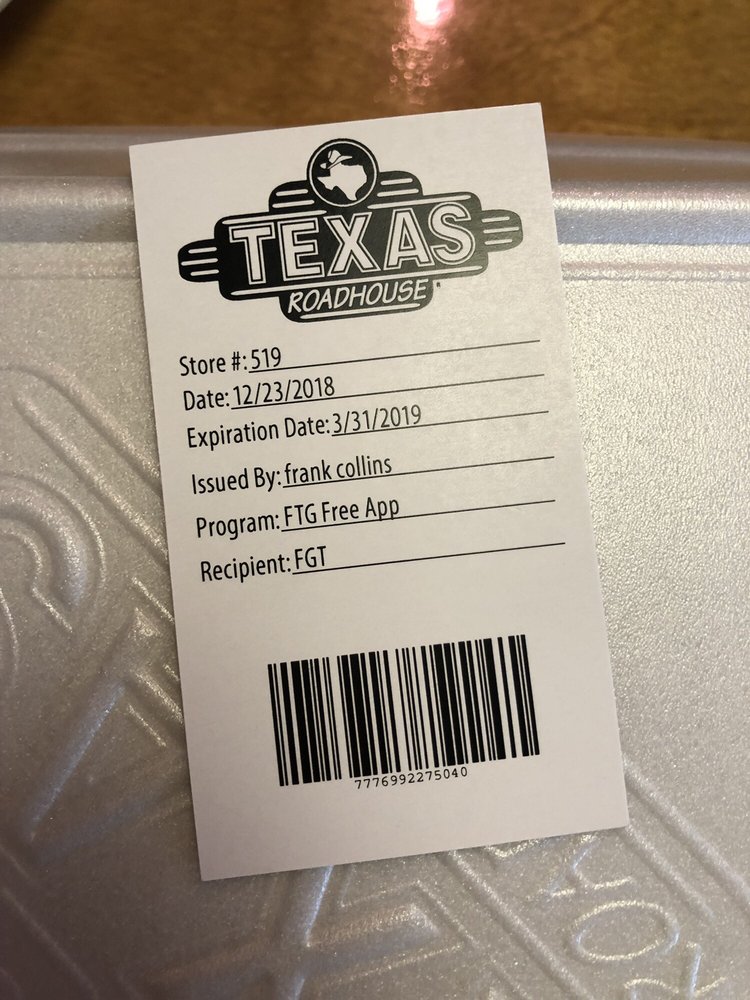 TEXAS
ROADHOUSE
Store #: 519
Date: 12/23/2018
Expiration Date: 3/31/2019
Issued By: frank collins
Program: FTG Free App
Recipient: FGT
7776992275040